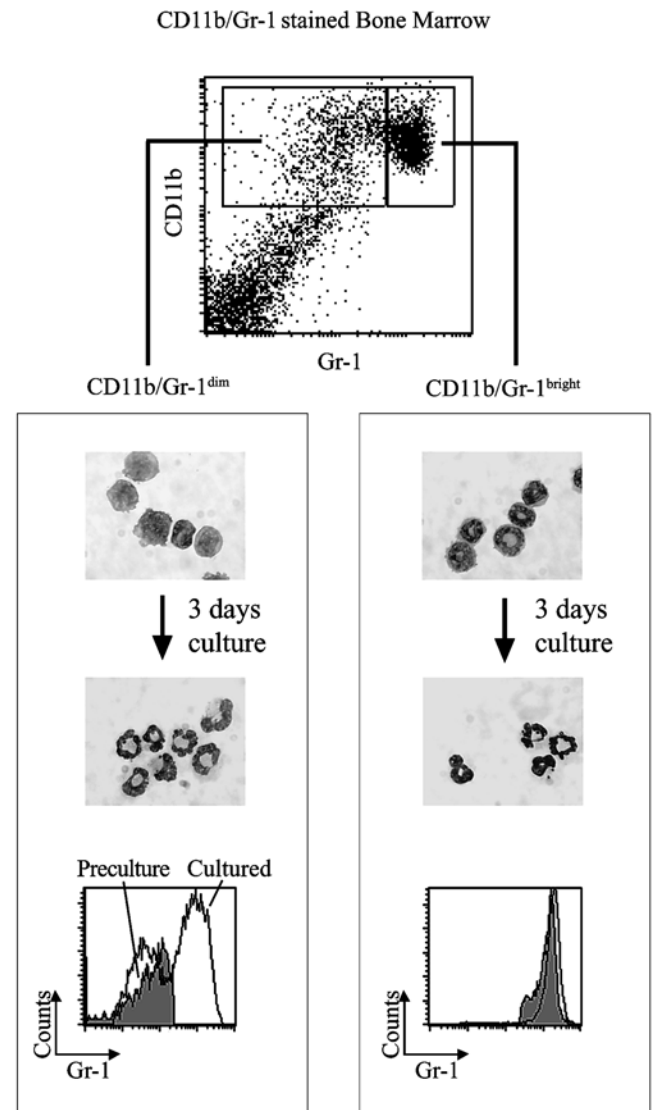 CD11b/Gr-1 stained Bone Marrow
CD11b
Gr-1
CD11b/Gr-1dim
CD11b/Gr-1bright
3 days
culture
3 days
culture
Preculture
Cultured
Counts
Gr-1
Counts
Gr-1